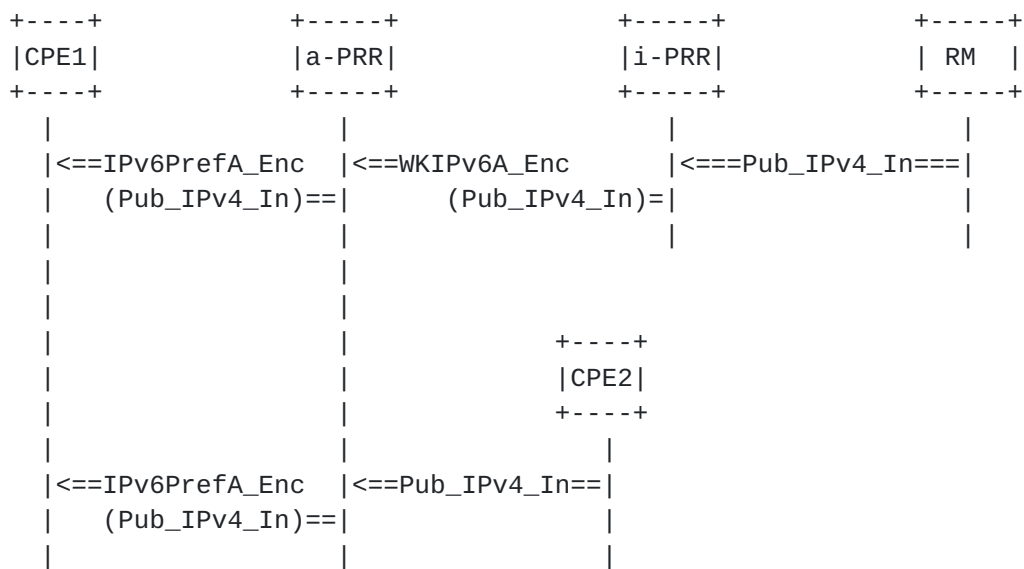 +----+            +-----+              +-----+            +-----+
|CPE1|            |a-PRR|              |i-PRR|            | RM  |
+----+            +-----+              +-----+            +-----+
  |                  |                    |                  |
  |<==IPv6PrefA_Enc  |<==WKIPv6A_Enc      |<===Pub_IPv4_In===|
  |   (Pub_IPv4_In)==|      (Pub_IPv4_In)=|                  |
  |                  |                    |                  |
  |                  |
  |                  |
  |                  |             +----+
  |                  |             |CPE2|
  |                  |             +----+
  |                  |                |
  |<==IPv6PrefA_Enc  |<==Pub_IPv4_In==|
  |   (Pub_IPv4_In)==|                |
  |                  |                |